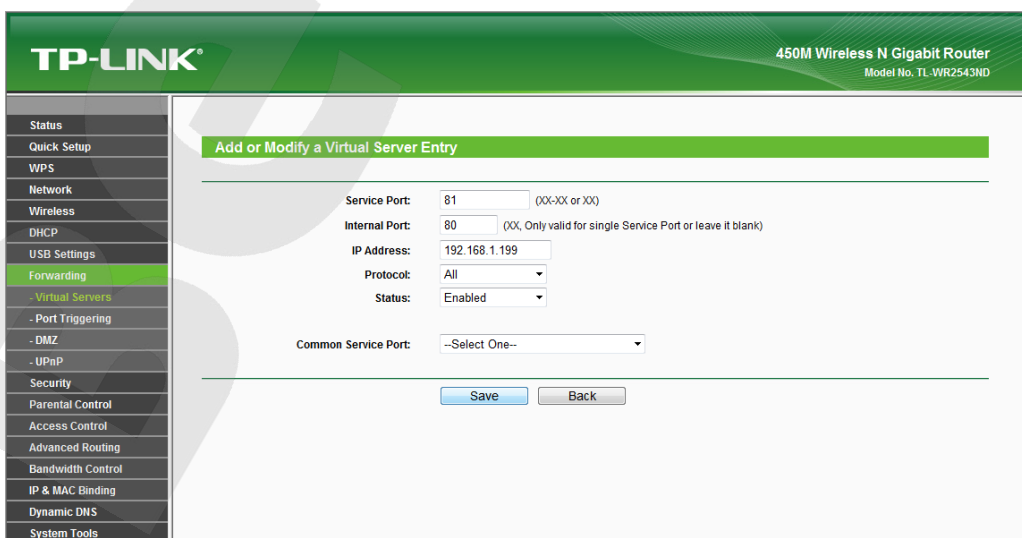 TP-LINK®
450M Wireless N Gigabit Router
Model No. TL-WR2543ND
Status
Quick Setup
WPS
Network
Wireless
DHCP
USB Settings
Forwarding
- Virtual Servers
- Port Triggering
- DMZ
- UPnP
Security
Parental Control
Access Control
Advanced Routing
Bandwidth Control
IP & MAC Binding
Dynamic DNS
System Tools
Add or Modify a Virtual Server Entry
Service Port: 81 (XX-XX or XX)
Internal Port: 80 (XX, Only valid for single Service Port or leave it blank)
IP Address: 192.168.1.199
Protocol: All
Status: Enabled
Common Service Port: --Select One--
Save Back